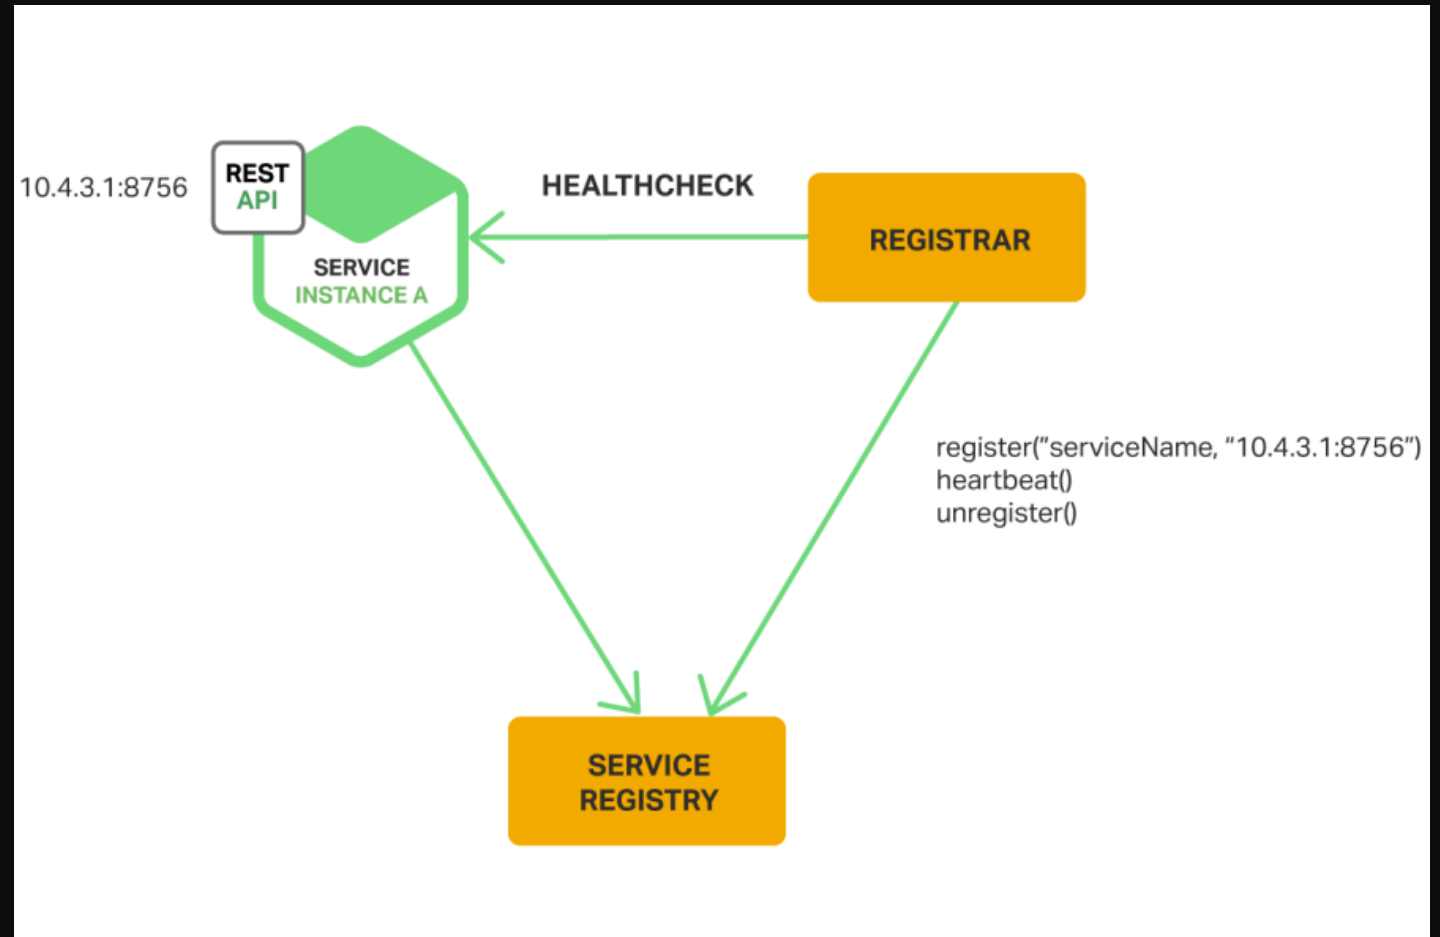 10.4.3.1:8756
REST
API
SERVICE
INSTANCE A
HEALTHCHECK
REGISTRAR
register(”serviceName, “10.4.3.1:8756”)
heartbeat()
unregister()
SERVICE
REGISTRY